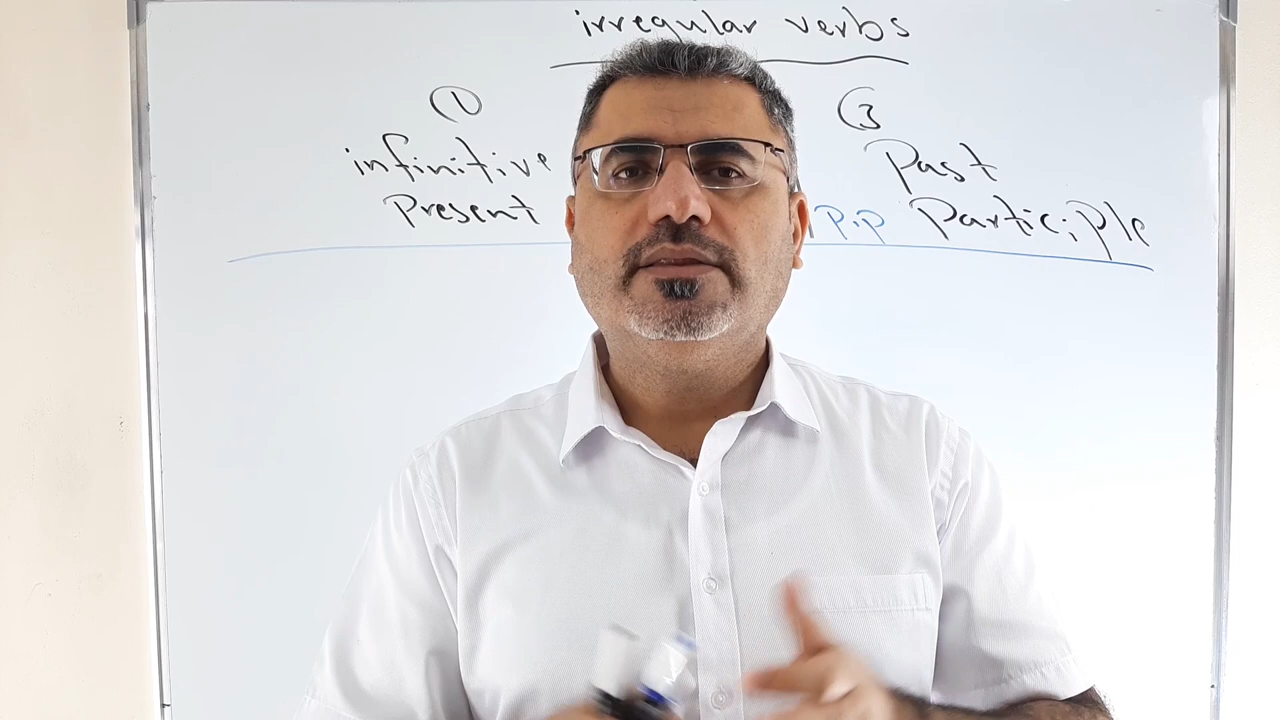 irregular verbs
① ③
infinitive Past
Present p.p Participle